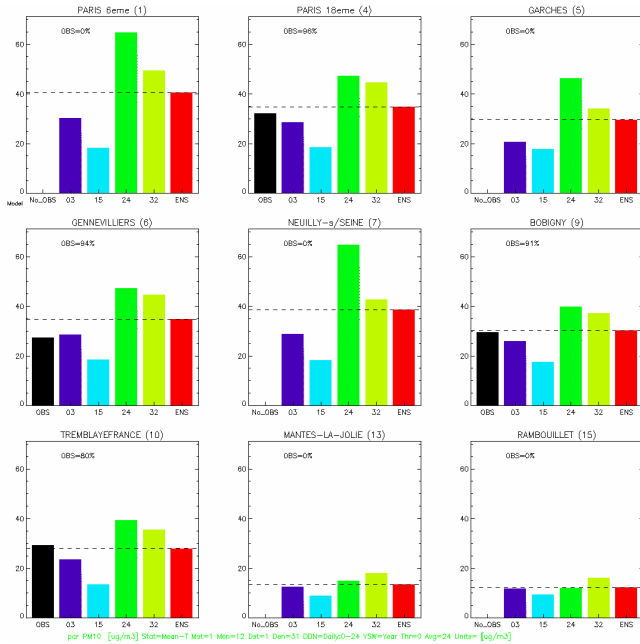 PARIS 6eme (1)
OBS=0%
60
40
20
0
Model
No_OBS 03 15 24 32 ENS
PARIS 18eme (4)
OBS=96%
60
40
20
0
OBS 03 15 24 32 ENS
GARCHES (5)
OBS=0%
60
40
20
0
No_OBS 03 15 24 32 ENS
GENNEVILLIERS (6)
OBS=94%
60
40
20
0
OBS 03 15 24 32 ENS
NEUILLY-s/SEINE (7)
OBS=0%
60
40
20
0
No_OBS 03 15 24 32 ENS
BOBIGNY (9)
OBS=91%
60
40
20
0
OBS 03 15 24 32 ENS
TREMBLAYEFRANCE (10)
OBS=80%
60
40
20
0
OBS 03 15 24 32 ENS
MANTES-LA-JOLIE (13)
OBS=0%
60
40
20
0
No_OBS 03 15 24 32 ENS
RAMBOUILLET (15)
OBS=0%
60
40
20
0
No_OBS 03 15 24 32 ENS
par PM10 [ug/m3] Stat=Mean-T Mst=1 Men=12 Dst=1 Den=31 DDN=Daily:0-24 YSW=Year Thr=0 Avg=24 Units= [ug/m3]